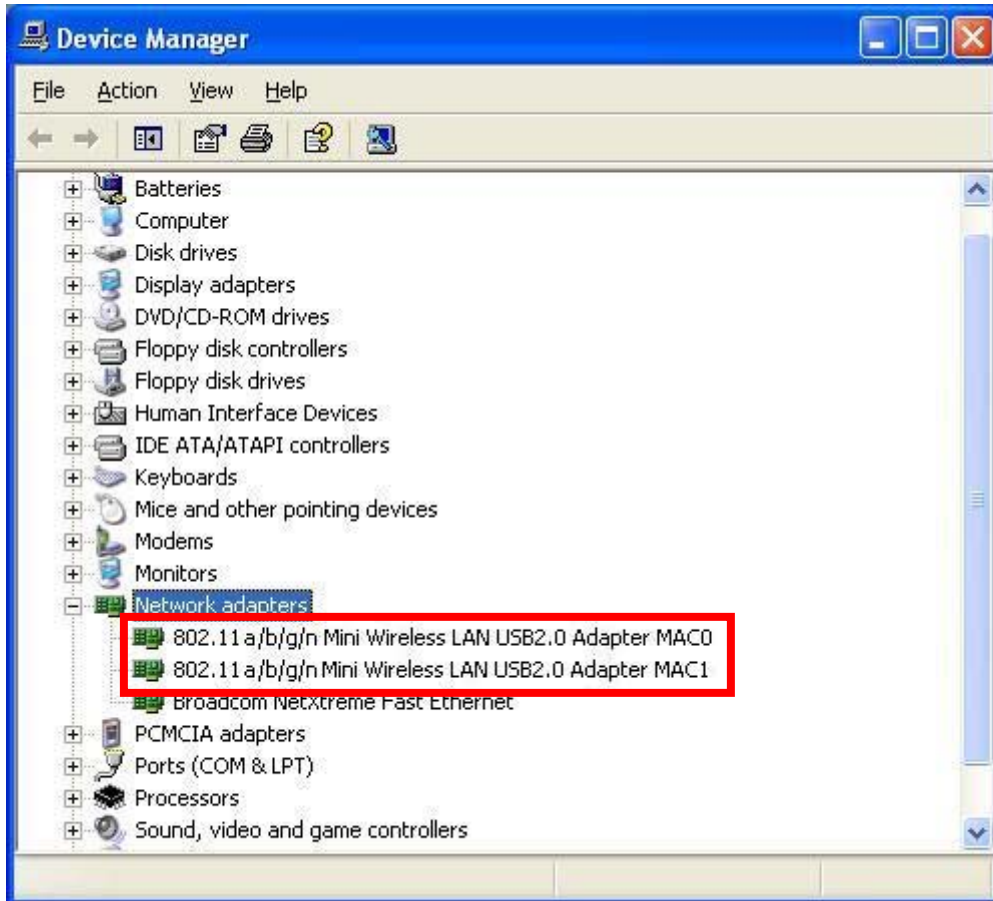 Device Manager
File Action View Help
Batteries
Computer
Disk drives
Display adapters
DVD/CD-ROM drives
Floppy disk controllers
Floppy disk drives
Human Interface Devices
IDE ATA/ATAPI controllers
Keyboards
Mice and other pointing devices
Modems
Monitors
Network adapters
802.11a/b/g/n Mini Wireless LAN USB2.0 Adapter MAC0
802.11a/b/g/n Mini Wireless LAN USB2.0 Adapter MAC1
Broadcom NetXtreme Fast Ethernet
PCMCIA adapters
Ports (COM & LPT)
Processors
Sound, video and game controllers